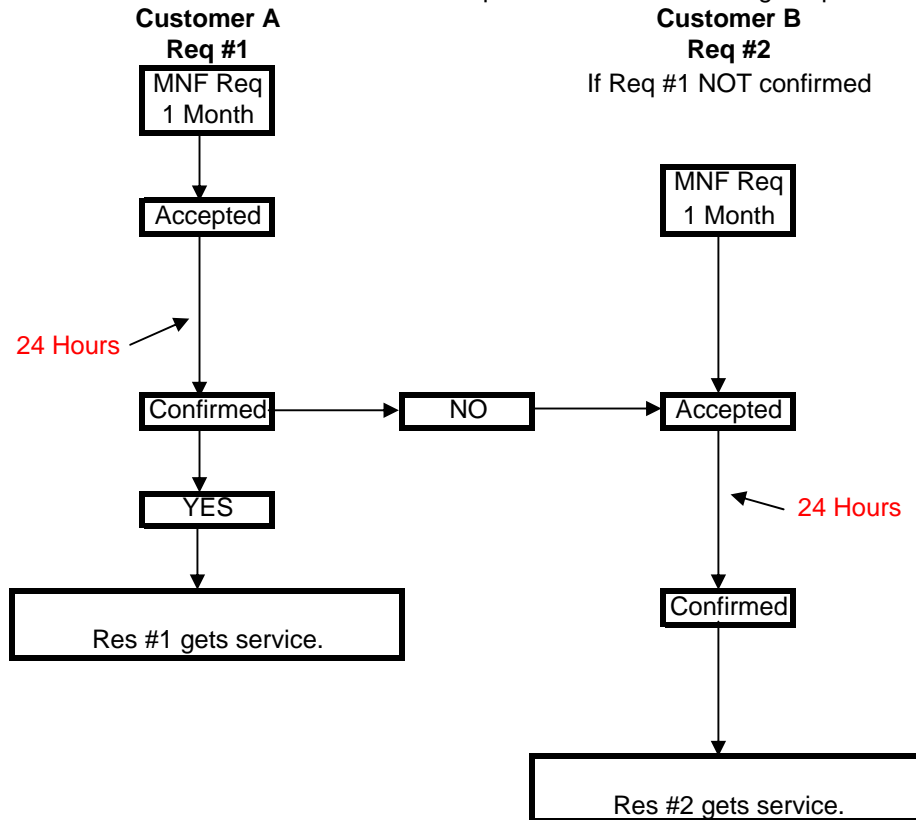 Customer A
Req #1
MNF Req
1 Month
Accepted
24 Hours
Confirmed
YES
Res #1 gets service.
NO
Customer B
Req #2
If Req #1 NOT confirmed
MNF Req
1 Month
Accepted
24 Hours
Confirmed
Res #2 gets service.